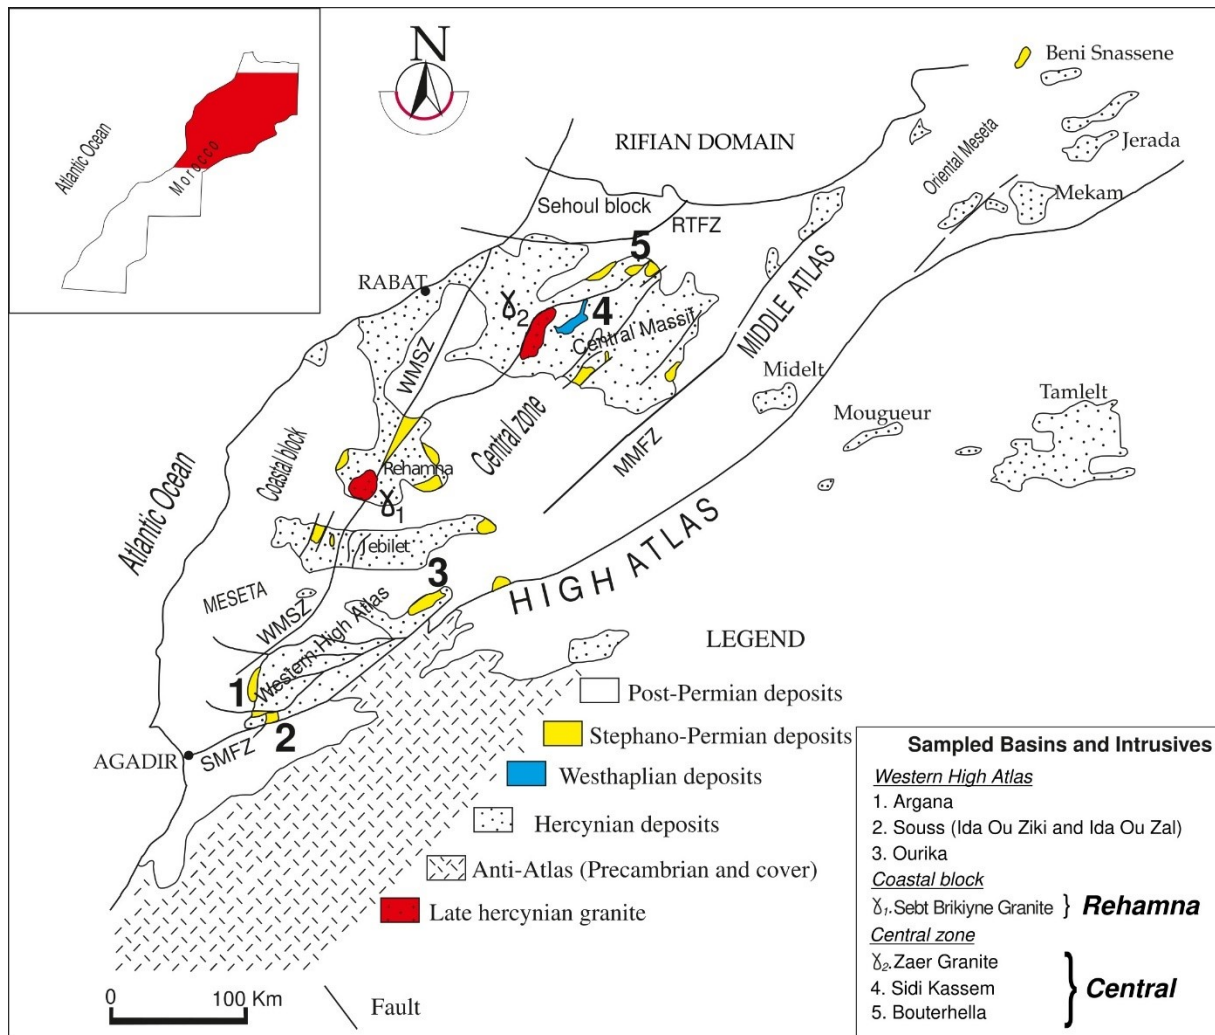 Atlantic Ocean
Morocco
N
Beni Snassene
RIFIAN DOMAIN
Oriental Meseta
Jerada
Mekam
Sehoul block
RTFZ
5
RABAT
ɣ2
4
Central Massif
MIDDLE ATLAS
WMSZ
Midelt
Tamlelt
Mougueur
Central zone
MMFZ
Coastal block
Rehamna
ɣ1
Atlantic Ocean
Jebilet
HIGH ATLAS
3
MESETA
WMSZ
Western High Atlas
1
2
AGADIR
SMFZ
LEGEND
Post-Permian deposits
Stephano-Permian deposits
Westhaplian deposits
Hercynian deposits
Anti-Atlas (Precambrian and cover)
Late hercynian granite
0 100 Km
Fault
Sampled Basins and Intrusives
Western High Atlas
1. Argana
2. Souss (Ida Ou Ziki and Ida Ou Zal)
3. Ourika
Coastal block
ɣ1.Sebt Brikiyne Granite } Rehamna
Central zone
ɣ2.Zaer Granite
4. Sidi Kassem
} Central
5. Bouterhella